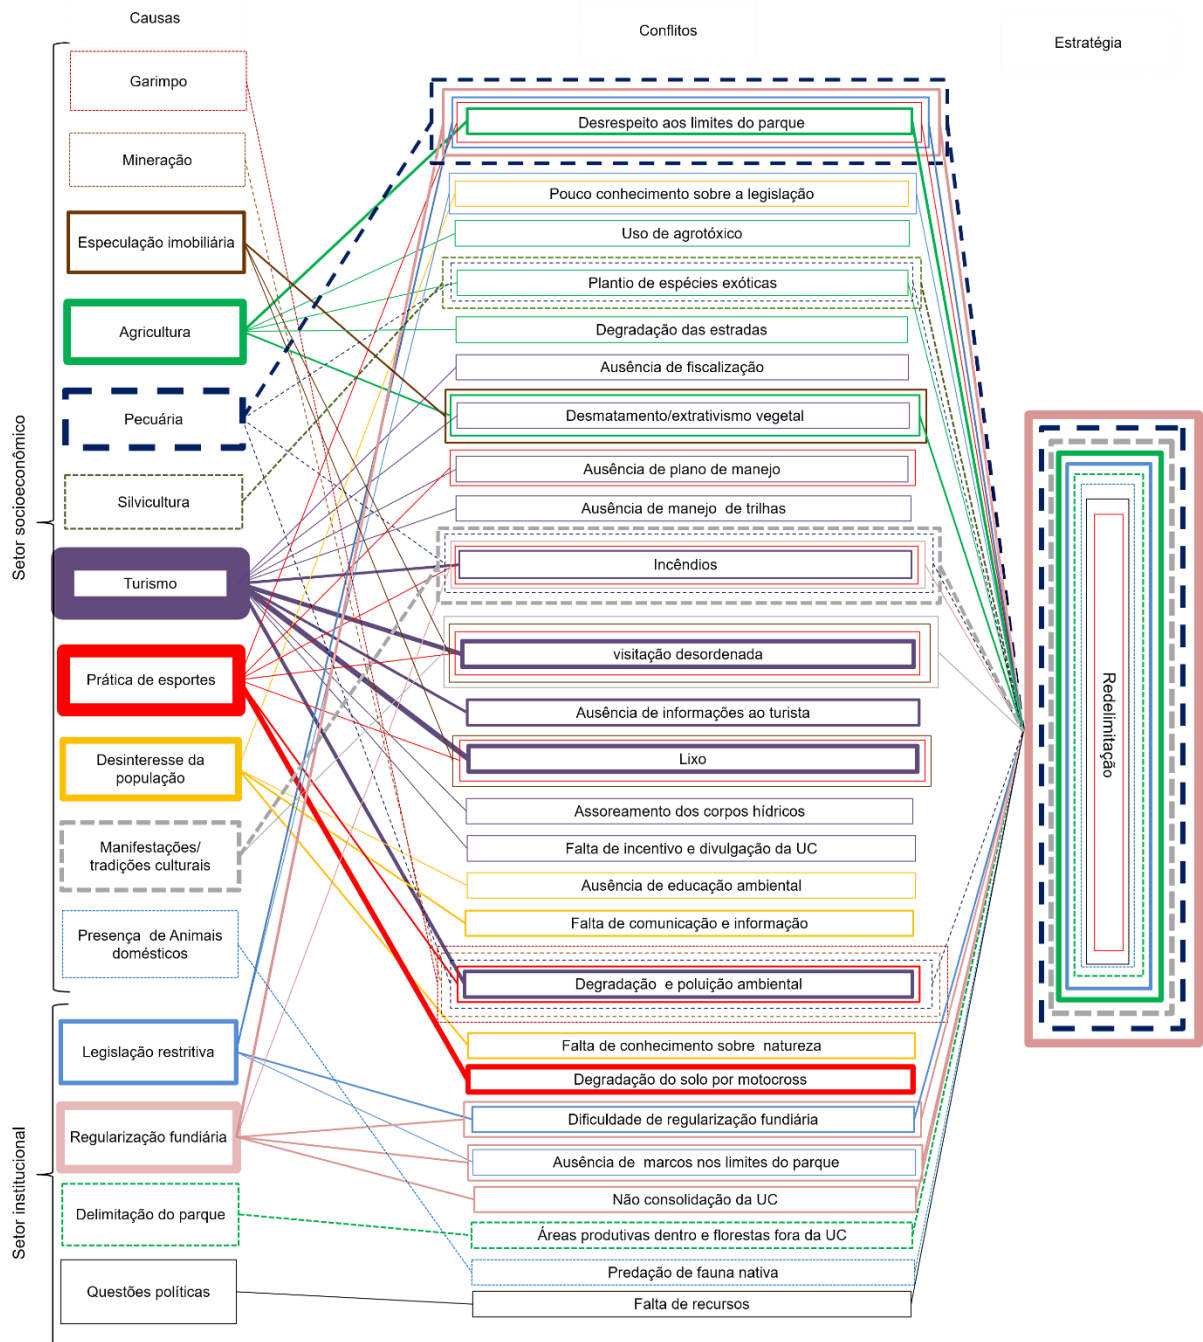 Causas
Conflitos
Estratégia
Setor socioeconômico
Garimpo
Mineração
Especulação imobiliária
Agricultura
Pecuária
Silvicultura
Turismo
Prática de esportes
Desinteresse da
população
Manifestações/
tradições culturais
Presença de Animais
domésticos
Setor institucional
Legislação restritiva
Regularização fundiária
Delimitação do parque
Questões políticas
Desrespeito aos limites do parque
Pouco conhecimento sobre a legislação
Uso de agrotóxico
Plantio de espécies exóticas
Degradação das estradas
Ausência de fiscalização
Desmatamento/extrativismo vegetal
Ausência de plano de manejo
Ausência de manejo de trilhas
Incêndios
visitação desordenada
Ausência de informações ao turista
Lixo
Assoreamento dos corpos hídricos
Falta de incentivo e divulgação da UC
Ausência de educação ambiental
Falta de comunicação e informação
Degradação e poluição ambiental
Falta de conhecimento sobre natureza
Degradação do solo por motocross
Dificuldade de regularização fundiária
Ausência de marcos nos limites do parque
Não consolidação da UC
Áreas produtivas dentro e florestas fora da UC
Predação de fauna nativa
Falta de recursos
Redelimitação